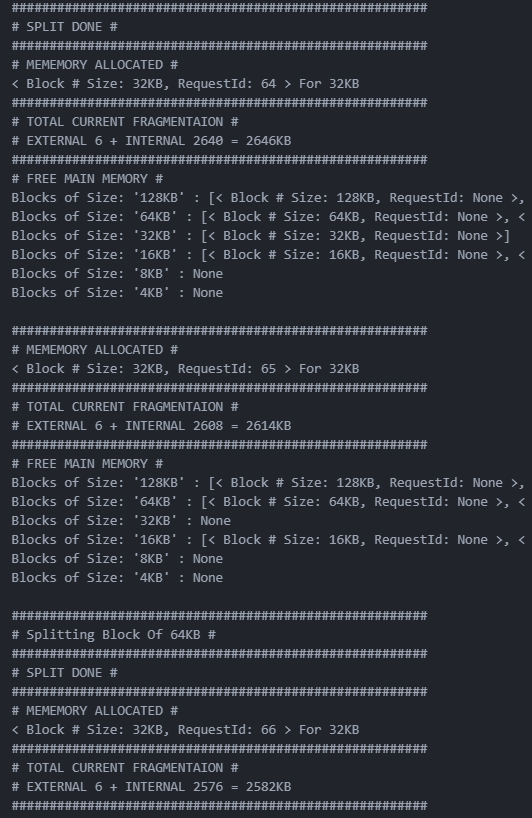 ############################################################
# SPLIT DONE #
############################################################
# MEMEMORY ALLOCATED #
< Block # Size: 32KB, RequestId: 64 > For 32KB
############################################################
# TOTAL CURRENT FRAGMENTAION #
# EXTERNAL 6 + INTERNAL 2640 = 2646KB
############################################################
# FREE MAIN MEMORY #
Blocks of Size: '128KB' : [< Block # Size: 128KB, RequestId: None >,
Blocks of Size: '64KB' : [< Block # Size: 64KB, RequestId: None >, <
Blocks of Size: '32KB' : [< Block # Size: 32KB, RequestId: None >]
Blocks of Size: '16KB' : [< Block # Size: 16KB, RequestId: None >, <
Blocks of Size: '8KB' : None
Blocks of Size: '4KB' : None
############################################################
# MEMEMORY ALLOCATED #
< Block # Size: 32KB, RequestId: 65 > For 32KB
############################################################
# TOTAL CURRENT FRAGMENTAION #
# EXTERNAL 6 + INTERNAL 2608 = 2614KB
############################################################
# FREE MAIN MEMORY #
Blocks of Size: '128KB' : [< Block # Size: 128KB, RequestId: None >,
Blocks of Size: '64KB' : [< Block # Size: 64KB, RequestId: None >, <
Blocks of Size: '32KB' : None
Blocks of Size: '16KB' : [< Block # Size: 16KB, RequestId: None >, <
Blocks of Size: '8KB' : None
Blocks of Size: '4KB' : None
############################################################
# Splitting Block Of 64KB #
############################################################
# SPLIT DONE #
############################################################
# MEMEMORY ALLOCATED #
< Block # Size: 32KB, RequestId: 66 > For 32KB
############################################################
# TOTAL CURRENT FRAGMENTAION #
# EXTERNAL 6 + INTERNAL 2576 = 2582KB
############################################################